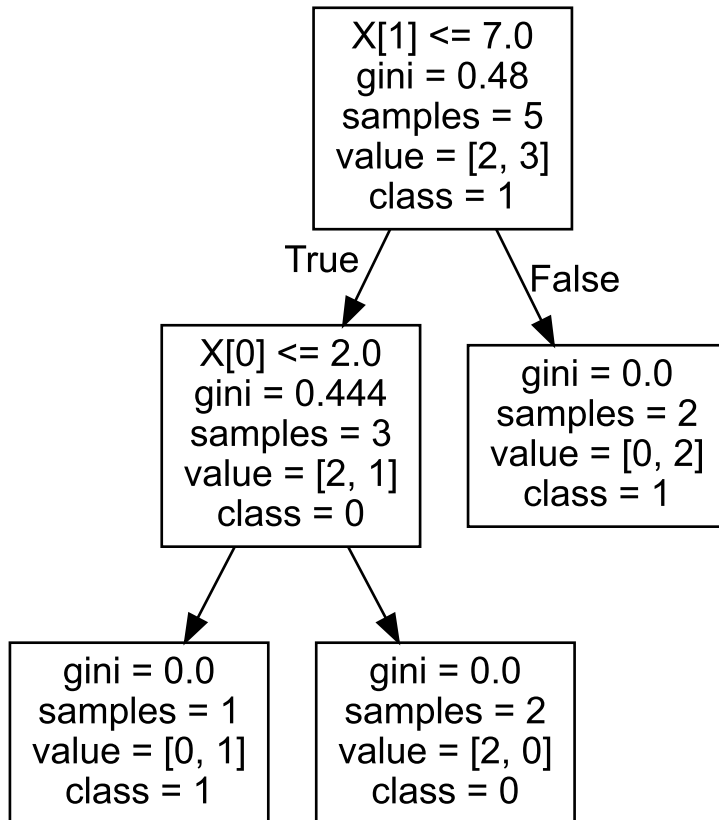 X[1] <= 7.0
gini = 0.48
samples = 5
value = [2, 3]
class = 1
True
False
X[0] <= 2.0
gini = 0.444
samples = 3
value = [2, 1]
class = 0
gini = 0.0
samples = 2
value = [0, 2]
class = 1
gini = 0.0
samples = 1
value = [0, 1]
class = 1
gini = 0.0
samples = 2
value = [2, 0]
class = 0